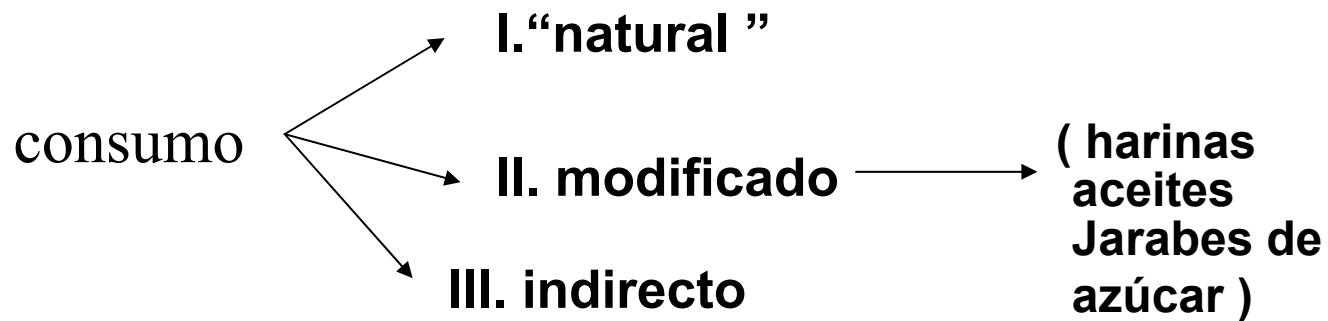 I.“natural ”
consumo
II. modificado
( harinas
aceites
Jarabes de
azúcar )
III. indirecto